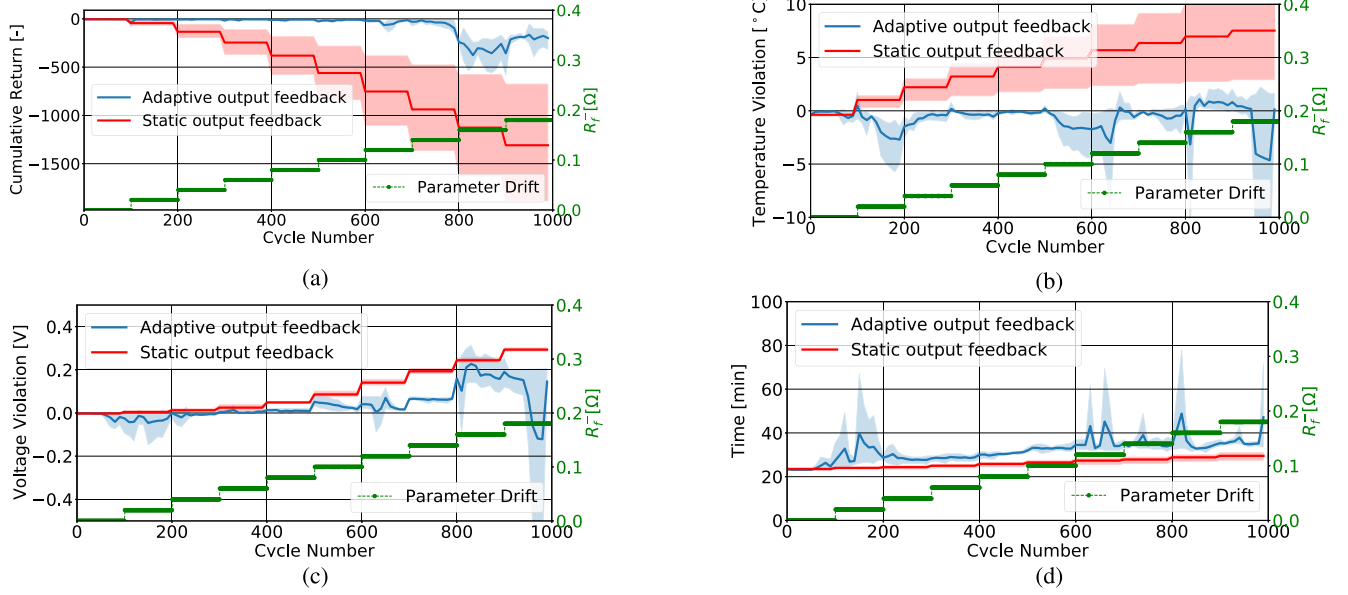 0
−500
−1000
−1500
Cumulative Return [-]
Adaptive output feedback
Static output feedback
Parameter Drift
0.4
0.3
0.2
0.1
0.0
R_f^- [Ω]
0 200 400 600 800 1000
Cycle Number
(a)
10
5
0
−5
−10
Temperature Violation [°C]
Adaptive output feedback
Static output feedback
Parameter Drift
0.4
0.3
0.2
0.1
0.0
R_f^- [Ω]
0 200 400 600 800 1000
Cycle Number
(b)
0.4
0.2
0.0
−0.2
−0.4
Voltage Violation [V]
Adaptive output feedback
Static output feedback
Parameter Drift
0.4
0.3
0.2
0.1
0.0
R_f^- [Ω]
0 200 400 600 800 1000
Cycle Number
(c)
100
80
60
40
20
0
Time [min]
Adaptive output feedback
Static output feedback
Parameter Drift
0.4
0.3
0.2
0.1
0.0
R_f^- [Ω]
0 200 400 600 800 1000
Cycle Number
(d)